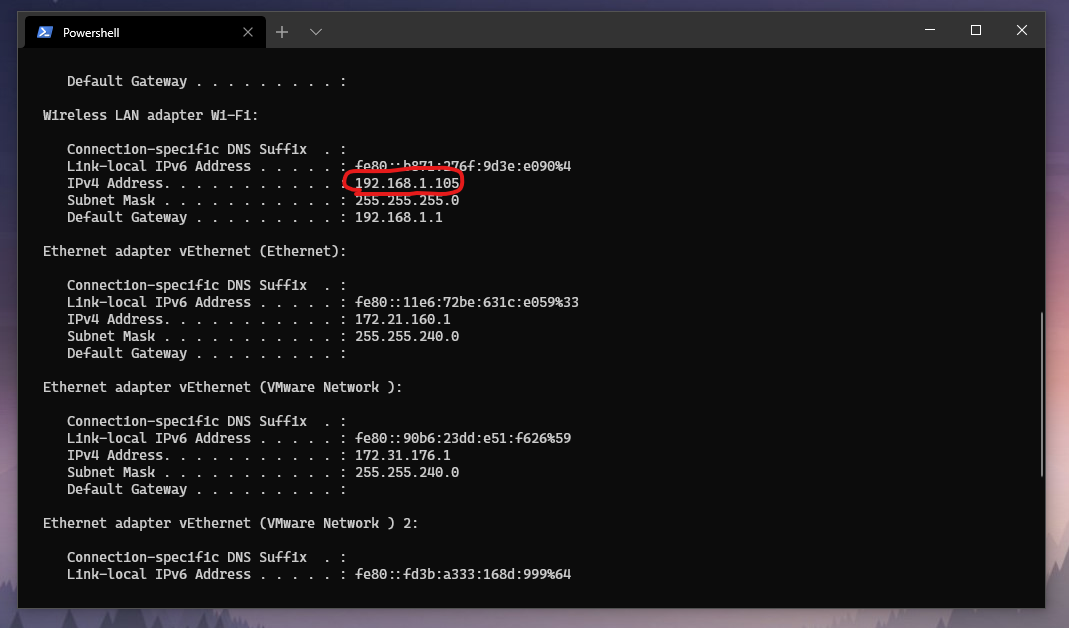 Powershell
Default Gateway . . . . . . . . . :
Wireless LAN adapter Wi-Fi:
Connection-specific DNS Suffix  . :
Link-local IPv6 Address . . . . . : fe80::b871:276f:9d3e:e090%4
IPv4 Address. . . . . . . . . . . : 192.168.1.105
Subnet Mask . . . . . . . . . . . : 255.255.255.0
Default Gateway . . . . . . . . . : 192.168.1.1
Ethernet adapter vEthernet (Ethernet):
Connection-specific DNS Suffix  . :
Link-local IPv6 Address . . . . . : fe80::11e6:72be:631c:e059%33
IPv4 Address. . . . . . . . . . . : 172.21.160.1
Subnet Mask . . . . . . . . . . . : 255.255.240.0
Default Gateway . . . . . . . . . :
Ethernet adapter vEthernet (VMware Network ):
Connection-specific DNS Suffix  . :
Link-local IPv6 Address . . . . . : fe80::90b6:23dd:e51:f626%59
IPv4 Address. . . . . . . . . . . : 172.31.176.1
Subnet Mask . . . . . . . . . . . : 255.255.240.0
Default Gateway . . . . . . . . . :
Ethernet adapter vEthernet (VMware Network ) 2:
Connection-specific DNS Suffix  . :
Link-local IPv6 Address . . . . . : fe80::fd3b:a333:168d:999%64